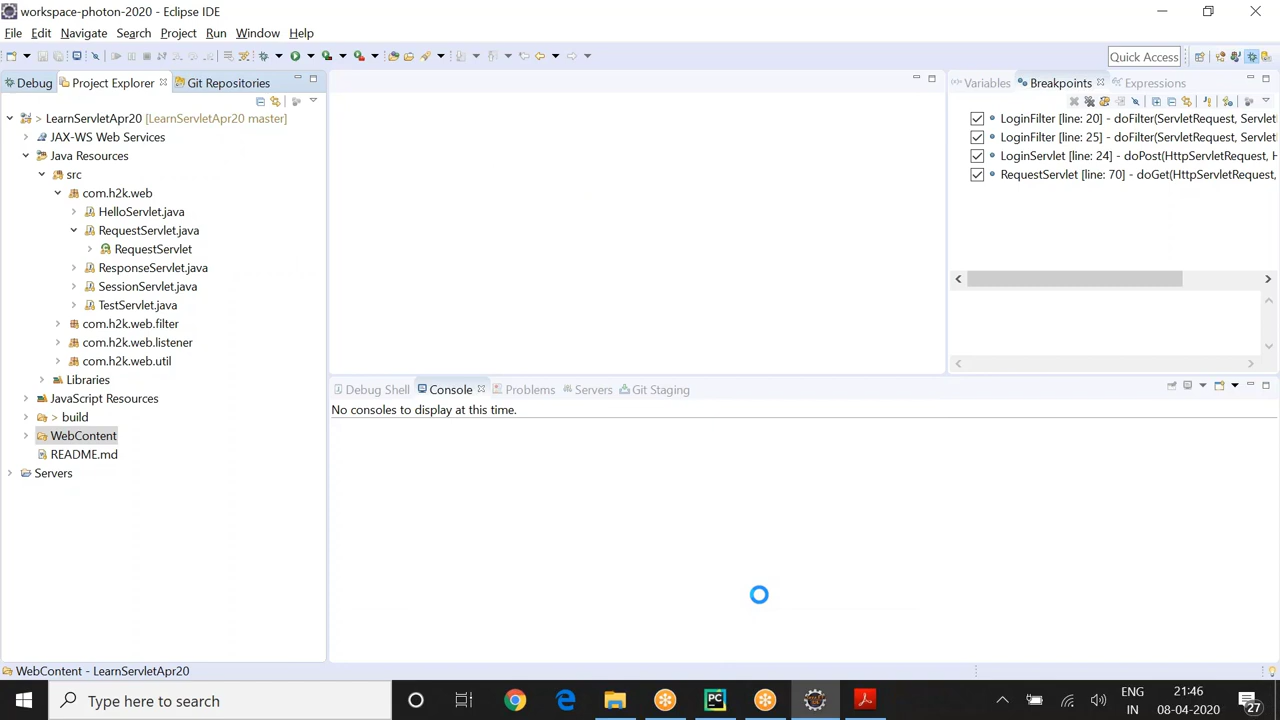 workspace-photon-2020 - Eclipse IDE
File Edit Navigate Search Project Run Window Help
Quick Access
Debug Project Explorer Git Repositories
Variables Breakpoints Expressions
> LearnServletApr20 [LearnServletApr20 master]
JAX-WS Web Services
Java Resources
src
com.h2k.web
HelloServlet.java
RequestServlet.java
RequestServlet
ResponseServlet.java
SessionServlet.java
TestServlet.java
com.h2k.web.filter
com.h2k.web.listener
com.h2k.web.util
Libraries
JavaScript Resources
> build
WebContent
README.md
Servers
LoginFilter [line: 20] - doFilter(ServletRequest, Servlet
LoginFilter [line: 25] - doFilter(ServletRequest, Servlet
LoginServlet [line: 24] - doPost(HttpServletRequest, H
RequestServlet [line: 70] - doGet(HttpServletRequest,
Debug Shell Console Problems Servers Git Staging
No consoles to display at this time.
WebContent - LearnServletApr20
Type here to search
PC
ENG
IN
21:46
08-04-2020
27